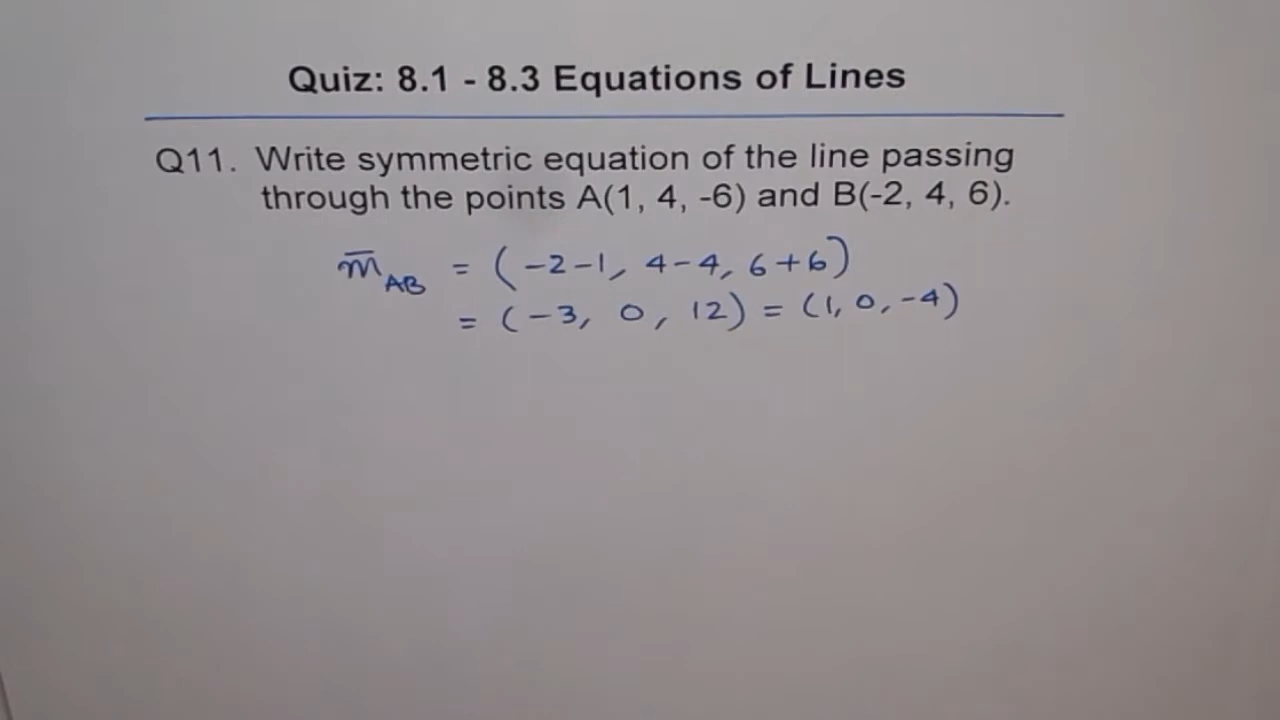 Quiz: 8.1 - 8.3 Equations of Lines
Q11. Write symmetric equation of the line passing
through the points A(1, 4, -6) and B(-2, 4, 6).
m̅_AB = (-2-1, 4-4, 6+6)
= (-3, 0, 12) = (1, 0, -4)